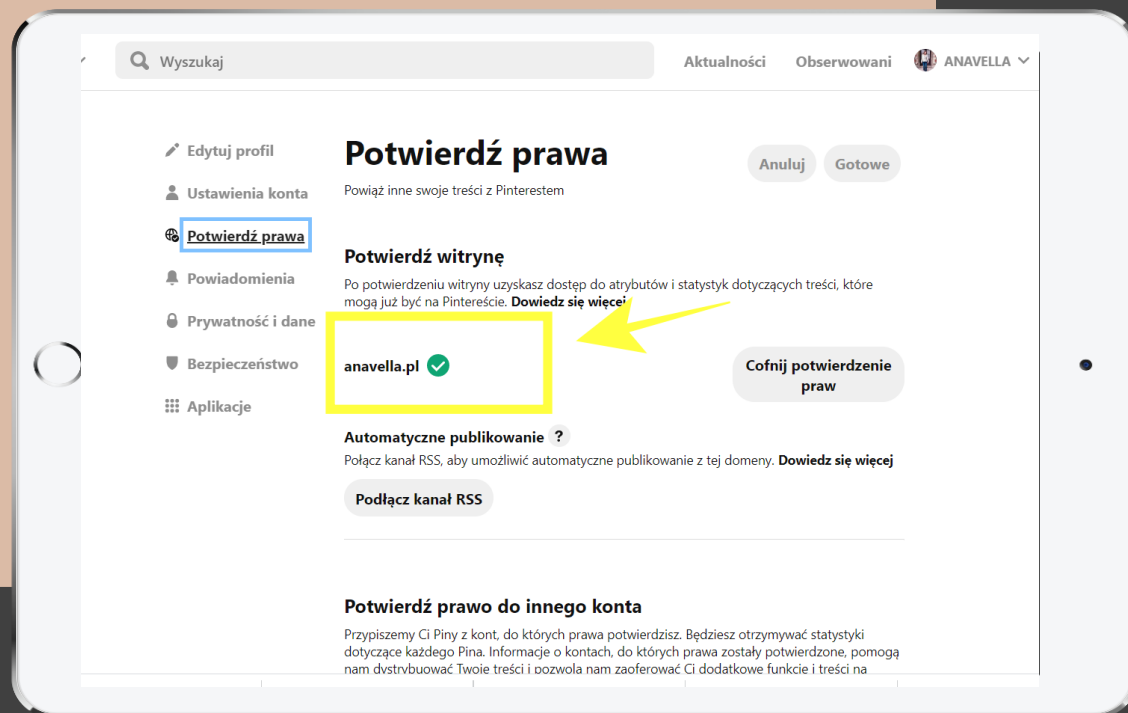 Wyszukaj
Aktualności
Obserwowani
ANAVELLA
Edytuj profil
Ustawienia konta
Potwierdź prawa
Powiadomienia
Prywatność i dane
Bezpieczeństwo
Aplikacje
Potwierdź prawa
Anuluj
Gotowe
Powiąż inne swoje treści z Pinterestem
Potwierdź witrynę
Po potwierdzeniu witryny uzyskasz dostęp do atrybutów i statystyk dotyczących treści, które
mogą już być na Pintereście. Dowiedz się więcej
anavella.pl
Cofnij potwierdzenie
praw
Automatyczne publikowanie ?
Połącz kanał RSS, aby umożliwić automatyczne publikowanie z tej domeny. Dowiedz się więcej
Podłącz kanał RSS
Potwierdź prawo do innego konta
Przypiszemy Ci Piny z kont, do których prawa potwierdzisz. Będziesz otrzymywać statystyki
dotyczące każdego Pina. Informacje o kontach, do których prawa zostały potwierdzone, pomogą
nam dystrybuować Twoje treści i pozwolą nam zaoferować Ci dodatkowe funkcje i treści na